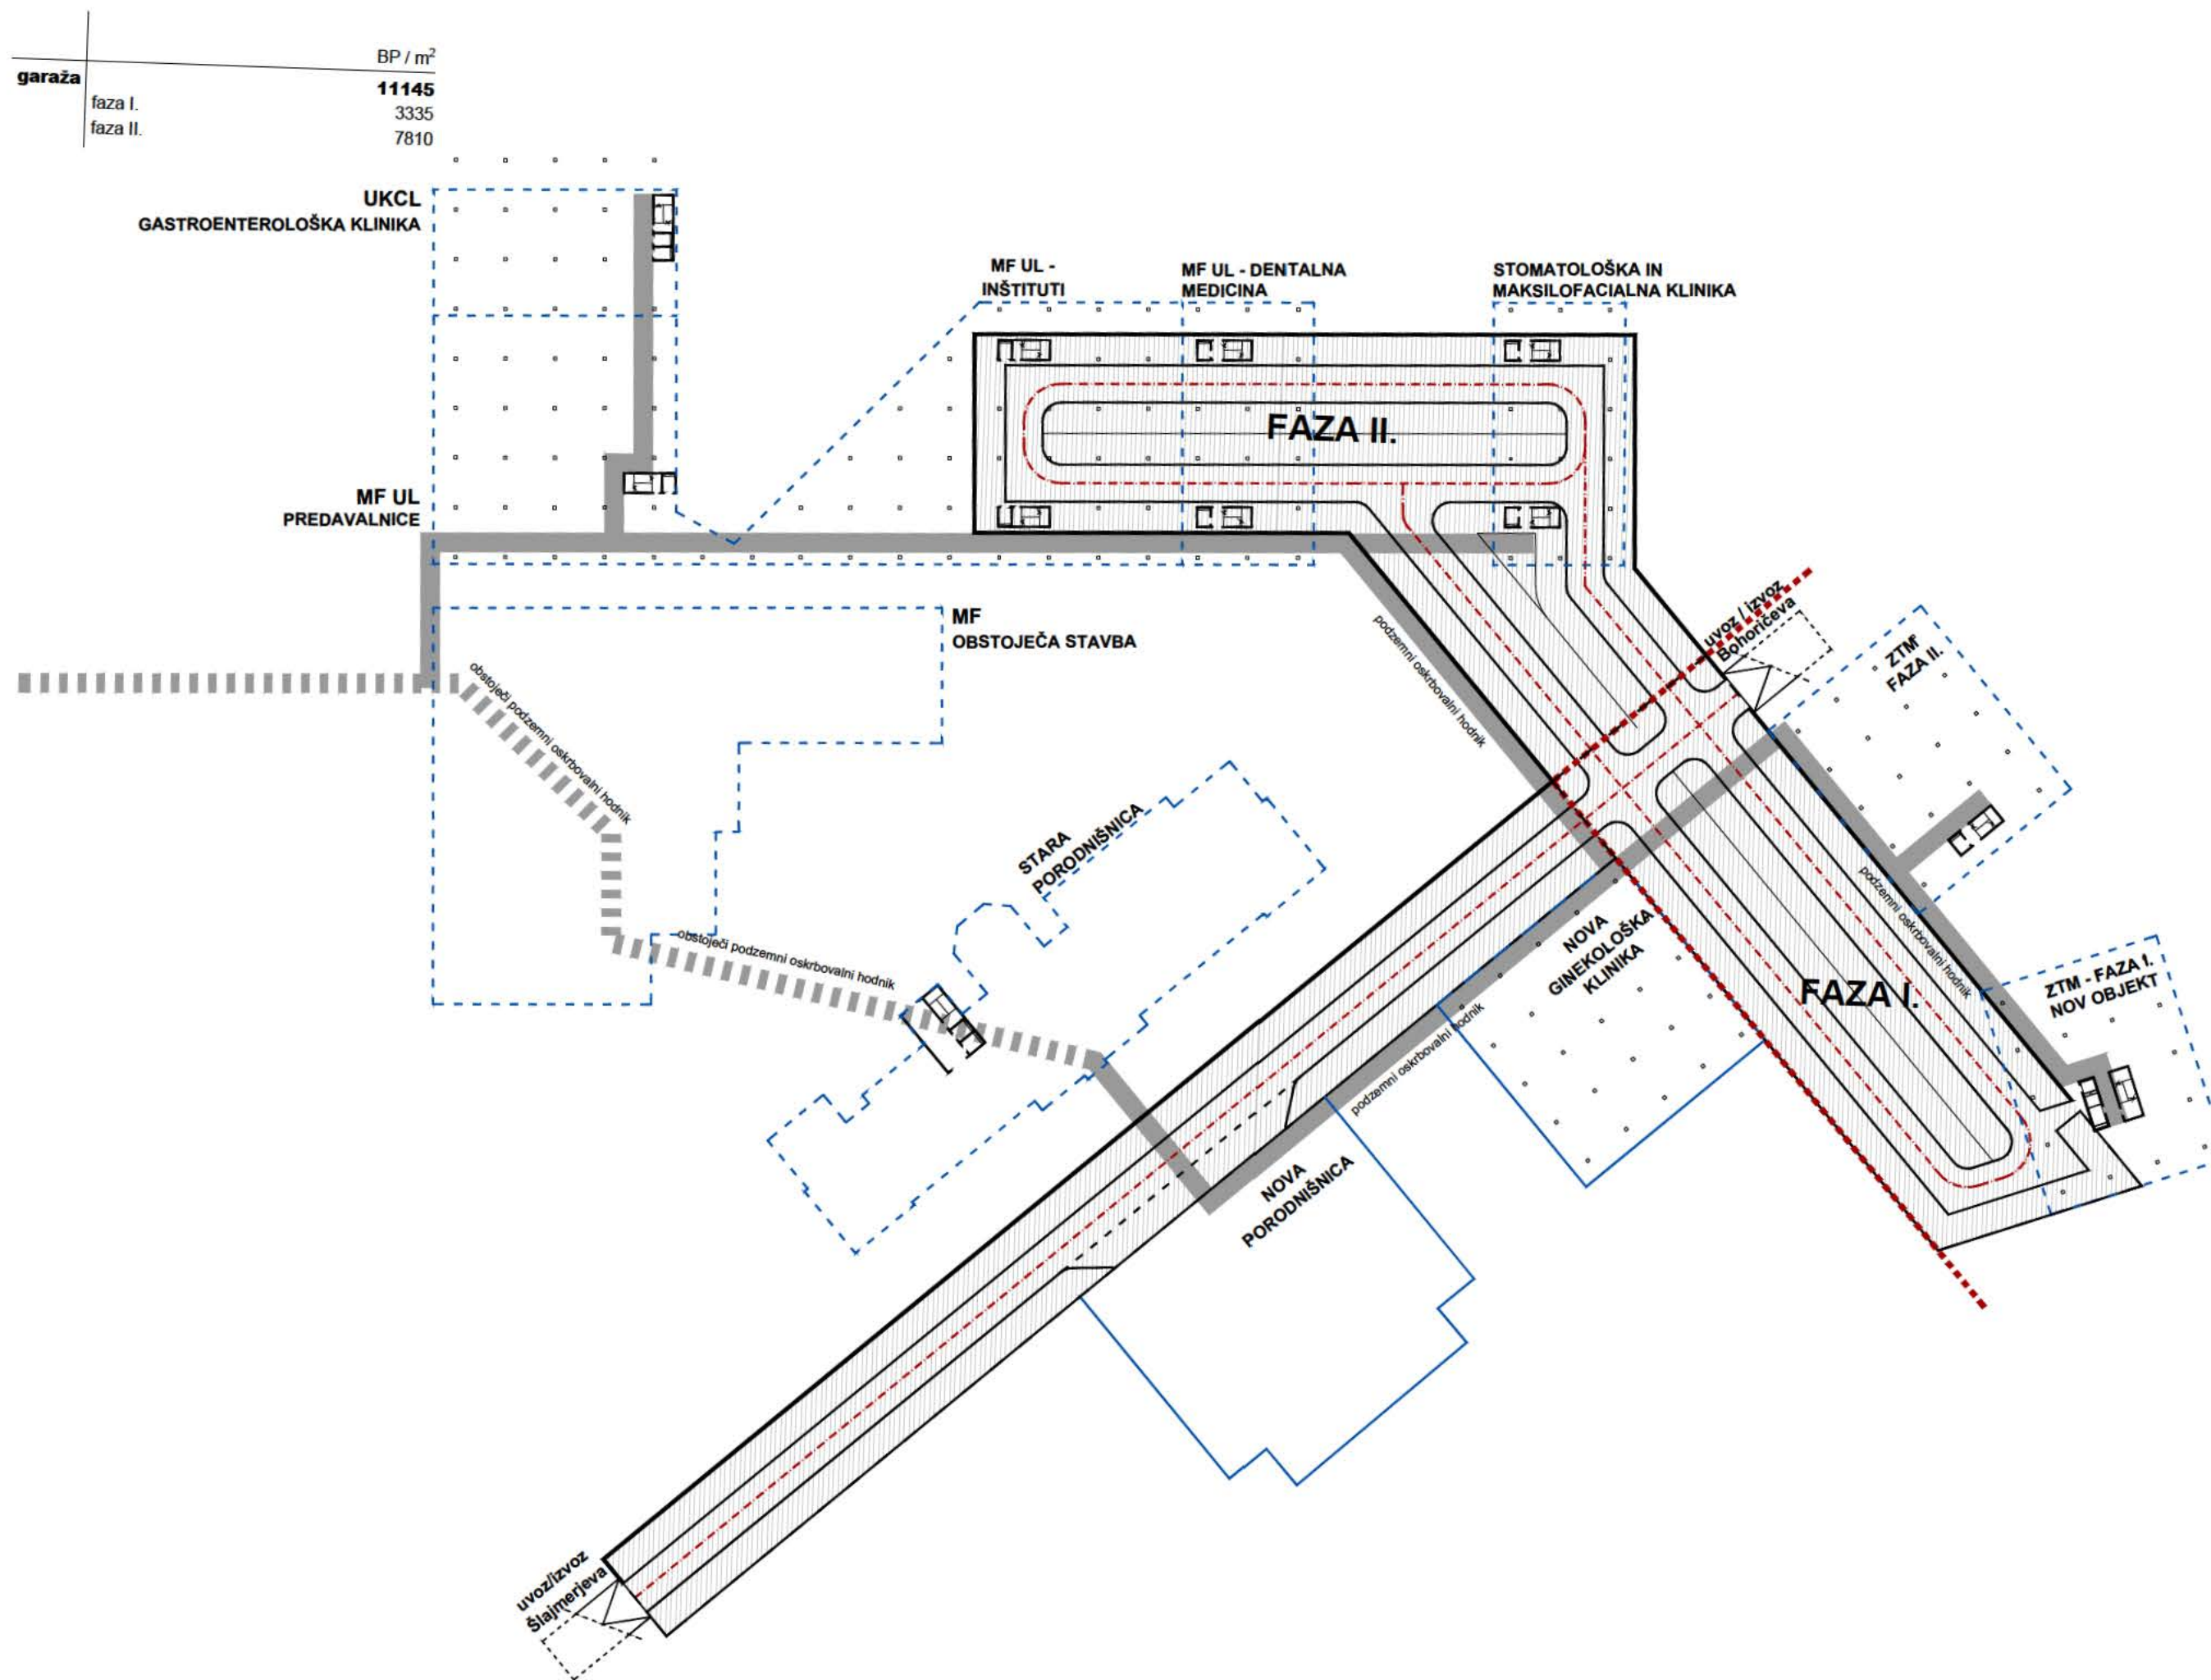 BP / m²
garaža 11145
faza I. 3335
faza II. 7810
UKCL
GASTROENTEROLOŠKA KLINIKA
MF UL -
INŠTITUTI
MF UL - DENTALNA
MEDICINA
STOMATOLOŠKA IN
MAKSILOFACIALNA KLINIKA
FAZA II.
MF UL
PREDAVALNICE
MF
OBSTOJEČA STAVBA
podzemni oskrbovalni hodnik
uvoz / izvoz
Bohoričeva
ZTM
FAZA II.
obstoječi podzemni oskrbovalni hodnik
STARA
PORODNIŠNICA
obstoječi podzemni oskrbovalni hodnik
NOVA
GINEKOLOŠKA
KLINIKA
podzemni oskrbovalni hodnik
FAZA I.
ZTM - FAZA I.
NOV OBJEKT
podzemni oskrbovalni hodnik
NOVA
PORODNIŠNICA
uvoz/izvoz
Šlajmerjeva